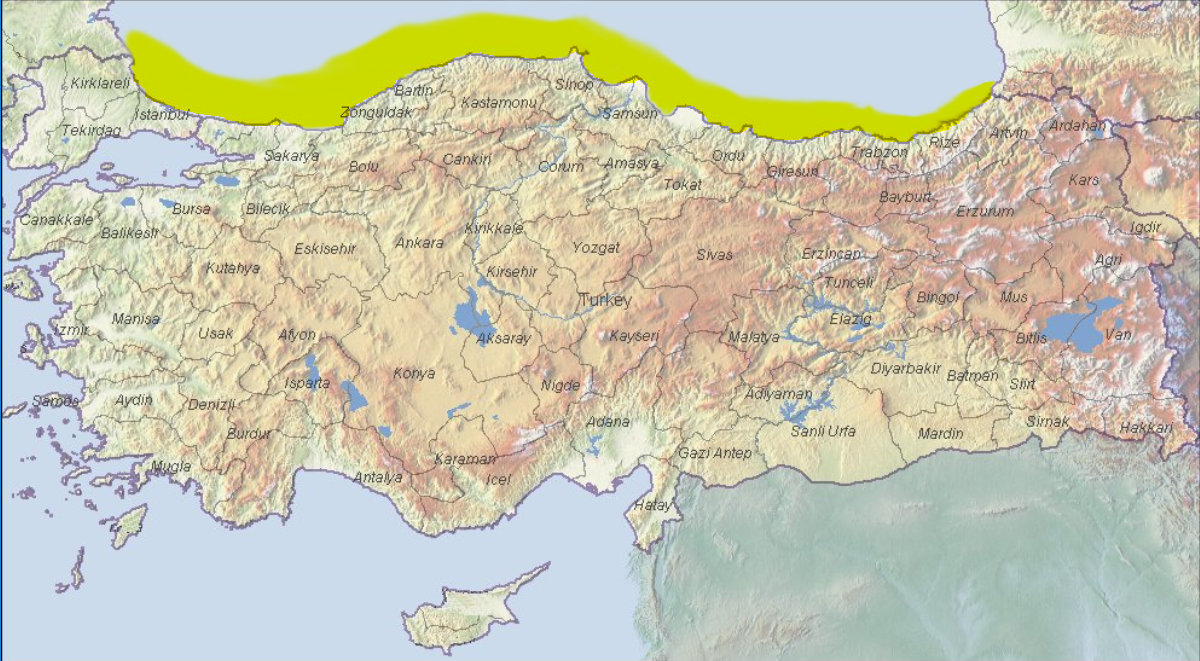 Kirklareli
Istanbul
Tekirdag
Bartin
Zonguldak
Kastamonu
Sinop
Samsun
Sakarya
Bolu
Cankiri
Corum
Amasya
Tokat
Ordu
Giresun
Trabzon
Rize
Artvin
Ardahan
Kars
Bayburt
Erzurum
Igdir
Canakkale
Balikesir
Bursa
Bilecik
Eskisehir
Ankara
Kirikkale
Yozgat
Sivas
Erzincan
Agri
Kutahya
Kirsehir
Turkey
Tunceli
Bingol
Mus
Elazig
Izmir
Manisa
Usak
Afyon
Aksaray
Kayseri
Malatya
Bitlis
Van
Konya
Isparta
Nigde
Adiyaman
Diyarbakir
Batman
Siirt
Samos
Aydin
Denizli
Burdur
Adana
Sanli Urfa
Mardin
Sirnak
Hakkari
Mugla
Antalya
Karaman
Icel
Gazi Antep
Hatay